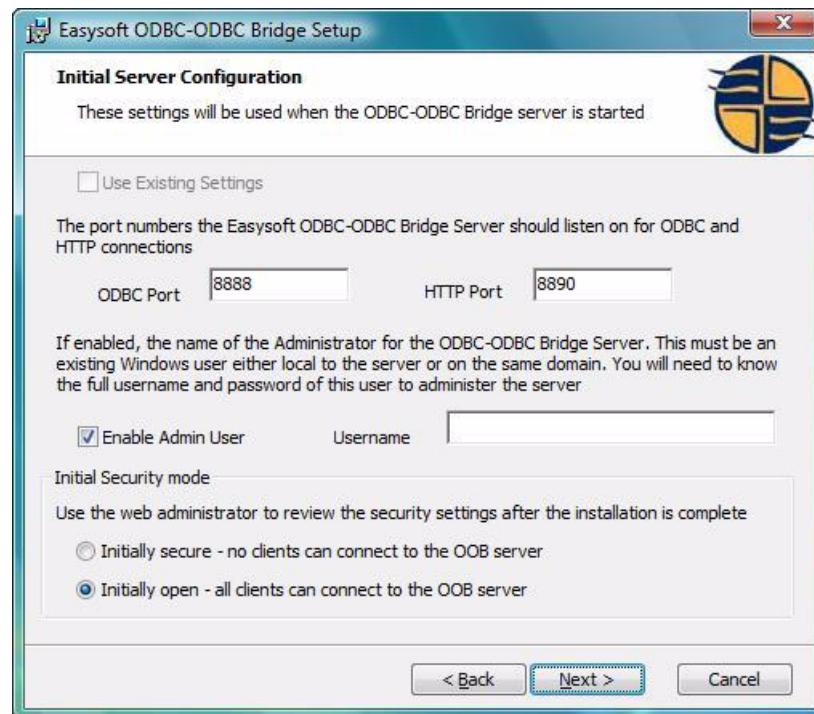 Easysoft ODBC-ODBC Bridge Setup
Initial Server Configuration
These settings will be used when the ODBC-ODBC Bridge server is started
Use Existing Settings
The port numbers the Easysoft ODBC-ODBC Bridge Server should listen on for ODBC and
HTTP connections
ODBC Port 8888 HTTP Port 8890
If enabled, the name of the Administrator for the ODBC-ODBC Bridge Server. This must be an
existing Windows user either local to the server or on the same domain. You will need to know
the full username and password of this user to administer the server
Enable Admin User Username
Initial Security mode
Use the web administrator to review the security settings after the installation is complete
Initially secure - no clients can connect to the OOB server
Initially open - all clients can connect to the OOB server
< Back Next > Cancel